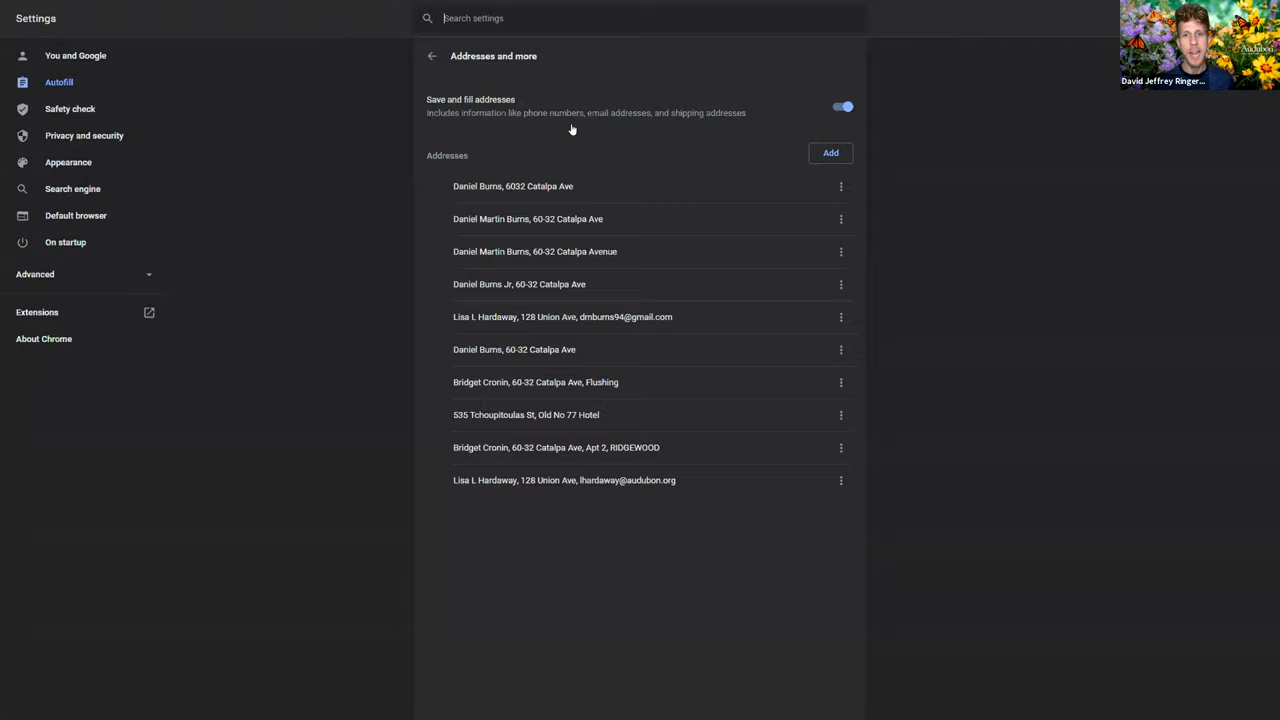 Settings
Search settings
You and Google
Autofill
Safety check
Privacy and security
Appearance
Search engine
Default browser
On startup
Advanced
Extensions
About Chrome
Addresses and more
Save and fill addresses
Includes information like phone numbers, email addresses, and shipping addresses
Addresses
Add
Daniel Burns, 6032 Catalpa Ave
Daniel Martin Burns, 60-32 Catalpa Ave
Daniel Martin Burns, 60-32 Catalpa Avenue
Daniel Burns Jr, 60-32 Catalpa Ave
Lisa L Hardaway, 128 Union Ave, dmburns94@gmail.com
Daniel Burns, 60-32 Catalpa Ave
Bridget Cronin, 60-32 Catalpa Ave, Flushing
535 Tchoupitoulas St, Old No 77 Hotel
Bridget Cronin, 60-32 Catalpa Ave, Apt 2, RIDGEWOOD
Lisa L Hardaway, 128 Union Ave, lhardaway@audubon.org
Audubon
David Jeffrey Ringer...